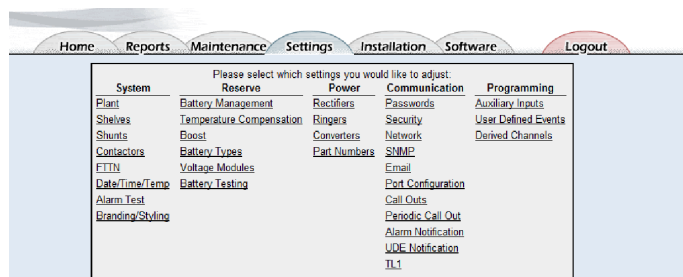 Home Reports Maintenance Settings Installation Software Logout
Please select which settings you would like to adjust:
System Reserve Power Communication Programming
Plant Battery Management Rectifiers Passwords Auxiliary Inputs
Shelves Temperature Compensation Ringers Security User Defined Events
Shunts Boost Converters Network Derived Channels
Contactors Battery Types Part Numbers SNMP
FTTN Voltage Modules Email
Date/Time/Temp Battery Testing Port Configuration
Alarm Test Call Outs
Branding/Styling Periodic Call Out
Alarm Notification
UDE Notification
TL1